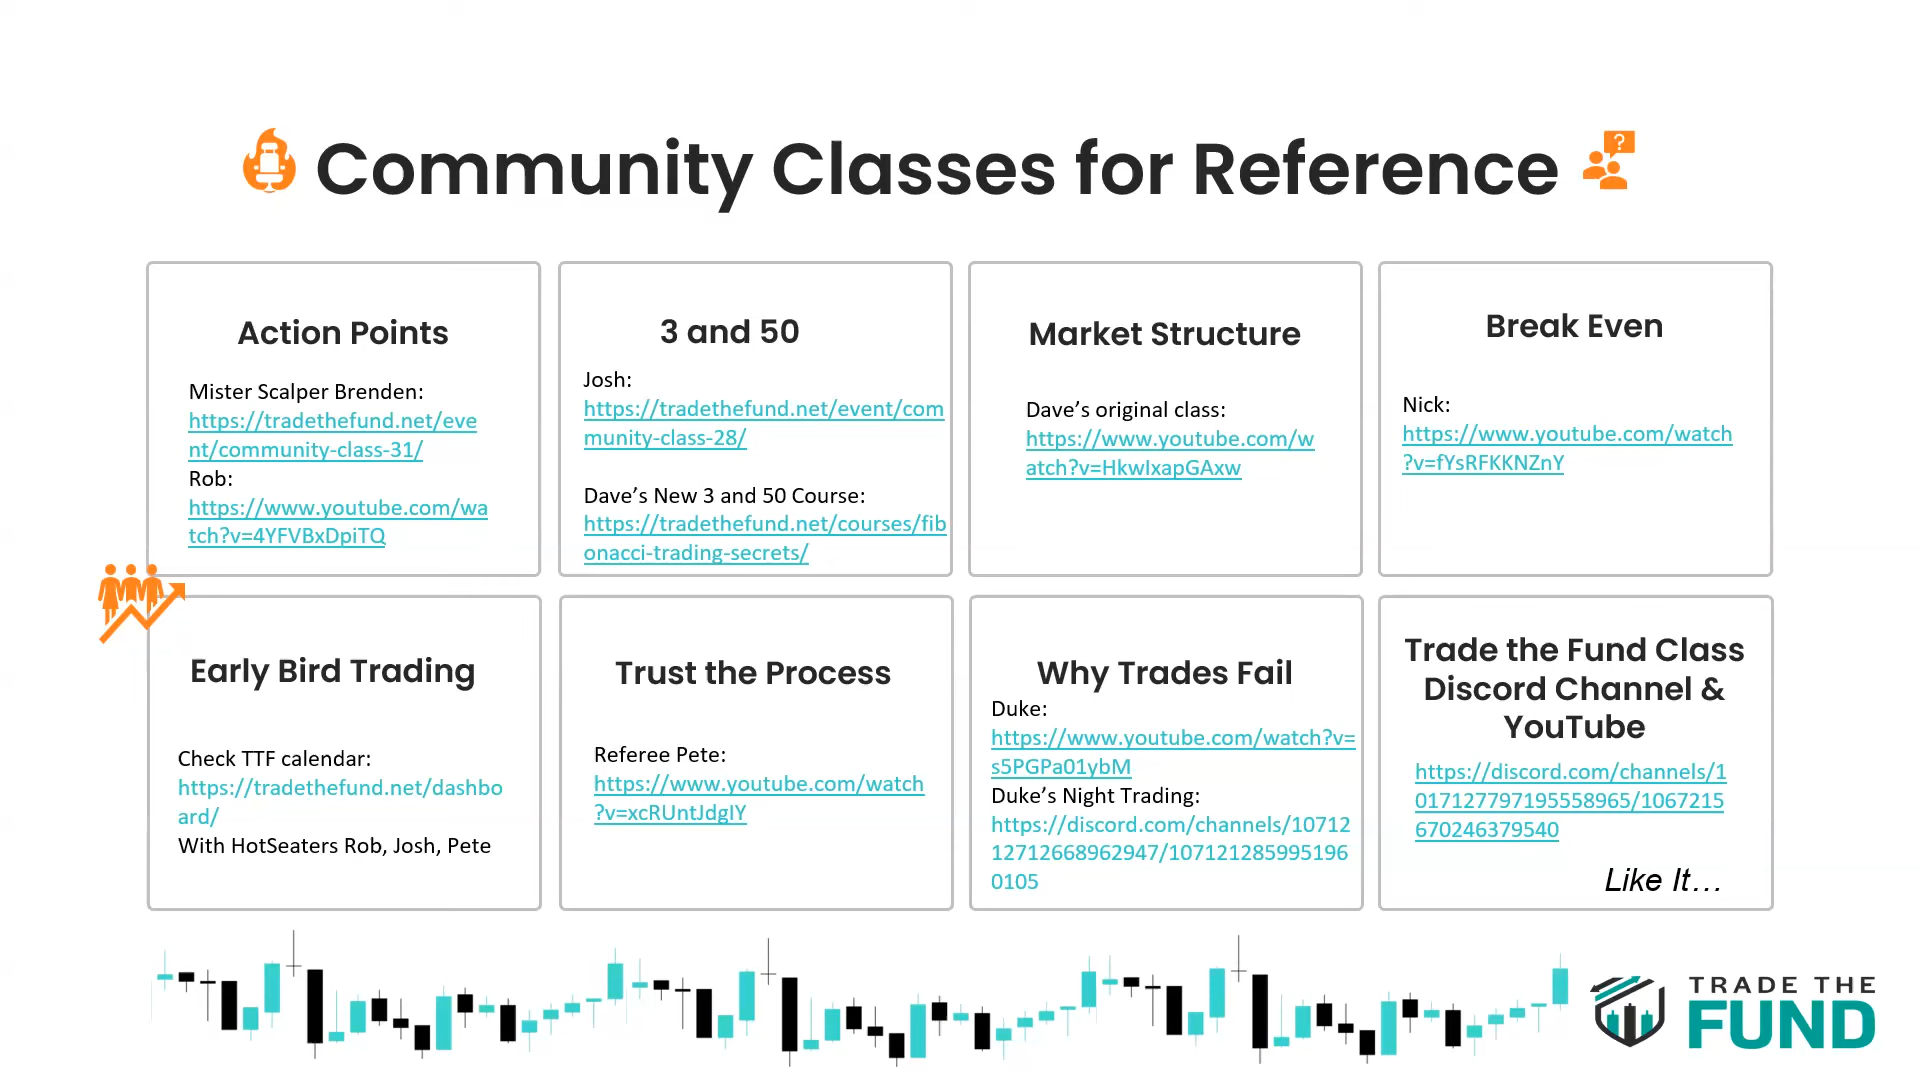 Community Classes for Reference
?
Action Points
Mister Scalper Brenden:
https://tradethefund.net/eve
nt/community-class-31/
Rob:
https://www.youtube.com/wa
tch?v=4YFVBxDpiTQ
3 and 50
Josh:
https://tradethefund.net/event/com
munity-class-28/
Dave’s New 3 and 50 Course:
https://tradethefund.net/courses/fib
onacci-trading-secrets/
Market Structure
Dave’s original class:
https://www.youtube.com/w
atch?v=HkwIxapGAxw
Break Even
Nick:
https://www.youtube.com/watch
?v=fYsRFKKNZnY
Early Bird Trading
Check TTF calendar:
https://tradethefund.net/dashbo
ard/
With HotSeaters Rob, Josh, Pete
Trust the Process
Referee Pete:
https://www.youtube.com/watch
?v=xcRUntJdgIY
Why Trades Fail
Duke:
https://www.youtube.com/watch?v=
s5PGPa01ybM
Duke’s Night Trading:
https://discord.com/channels/10712
12712668962947/107121285995196
0105
Trade the Fund Class
Discord Channel &
YouTube
https://discord.com/channels/1
017127797195558965/1067215
670246379540
Like It…
TRADE THE
FUND